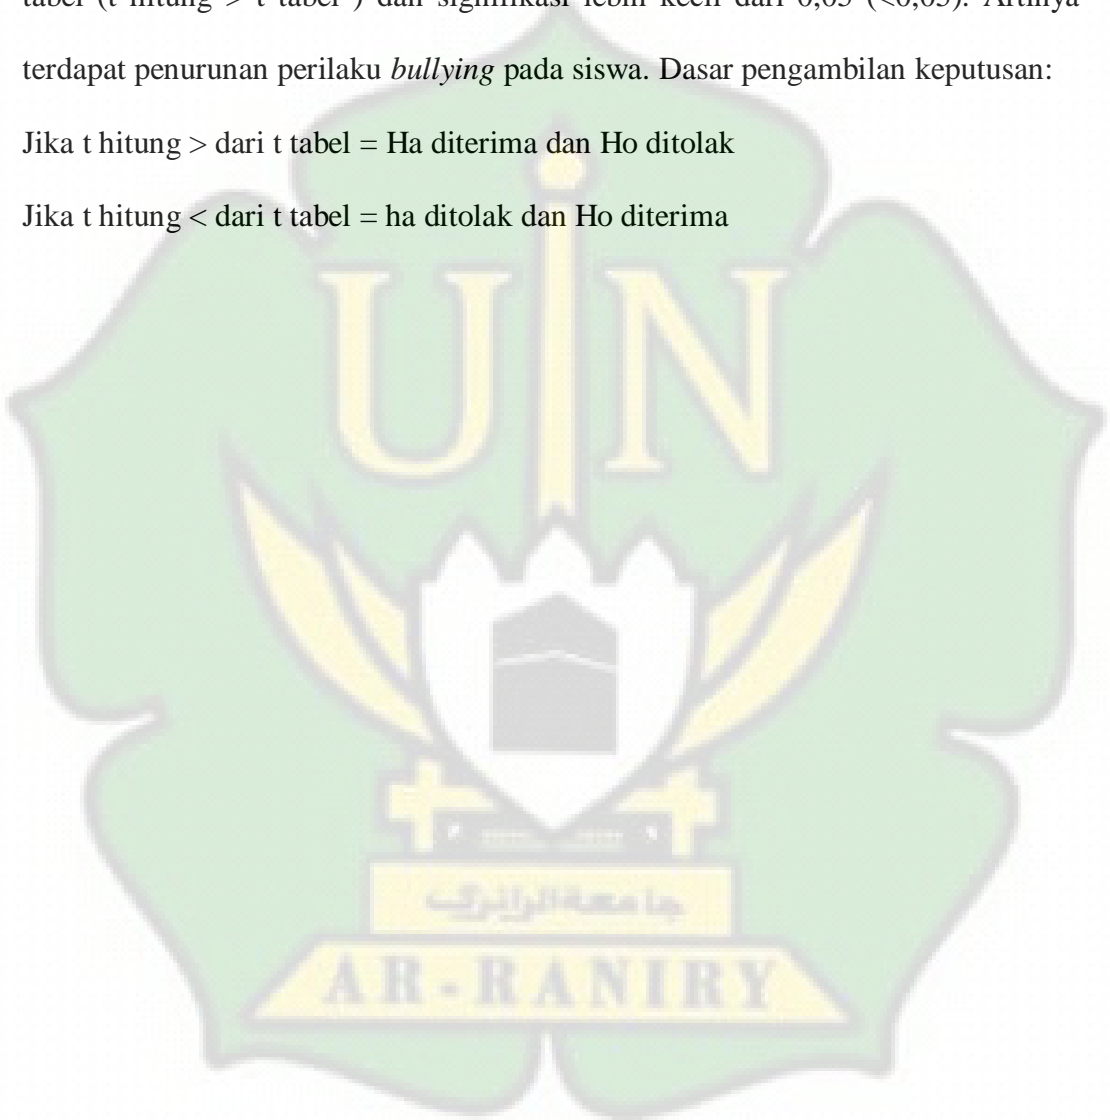 tabel (t hitung > t tabel ) dan signifikasi lebih kecil dari 0,05 (<0,05). Artinya
terdapat penurunan perilaku bullying pada siswa. Dasar pengambilan keputusan:
Jika t hitung > dari t tabel = Ha diterima dan Ho ditolak
Jika t hitung < dari t tabel = ha ditolak dan Ho diterima
UIN
جامعة الرانري
AR-RANIRY